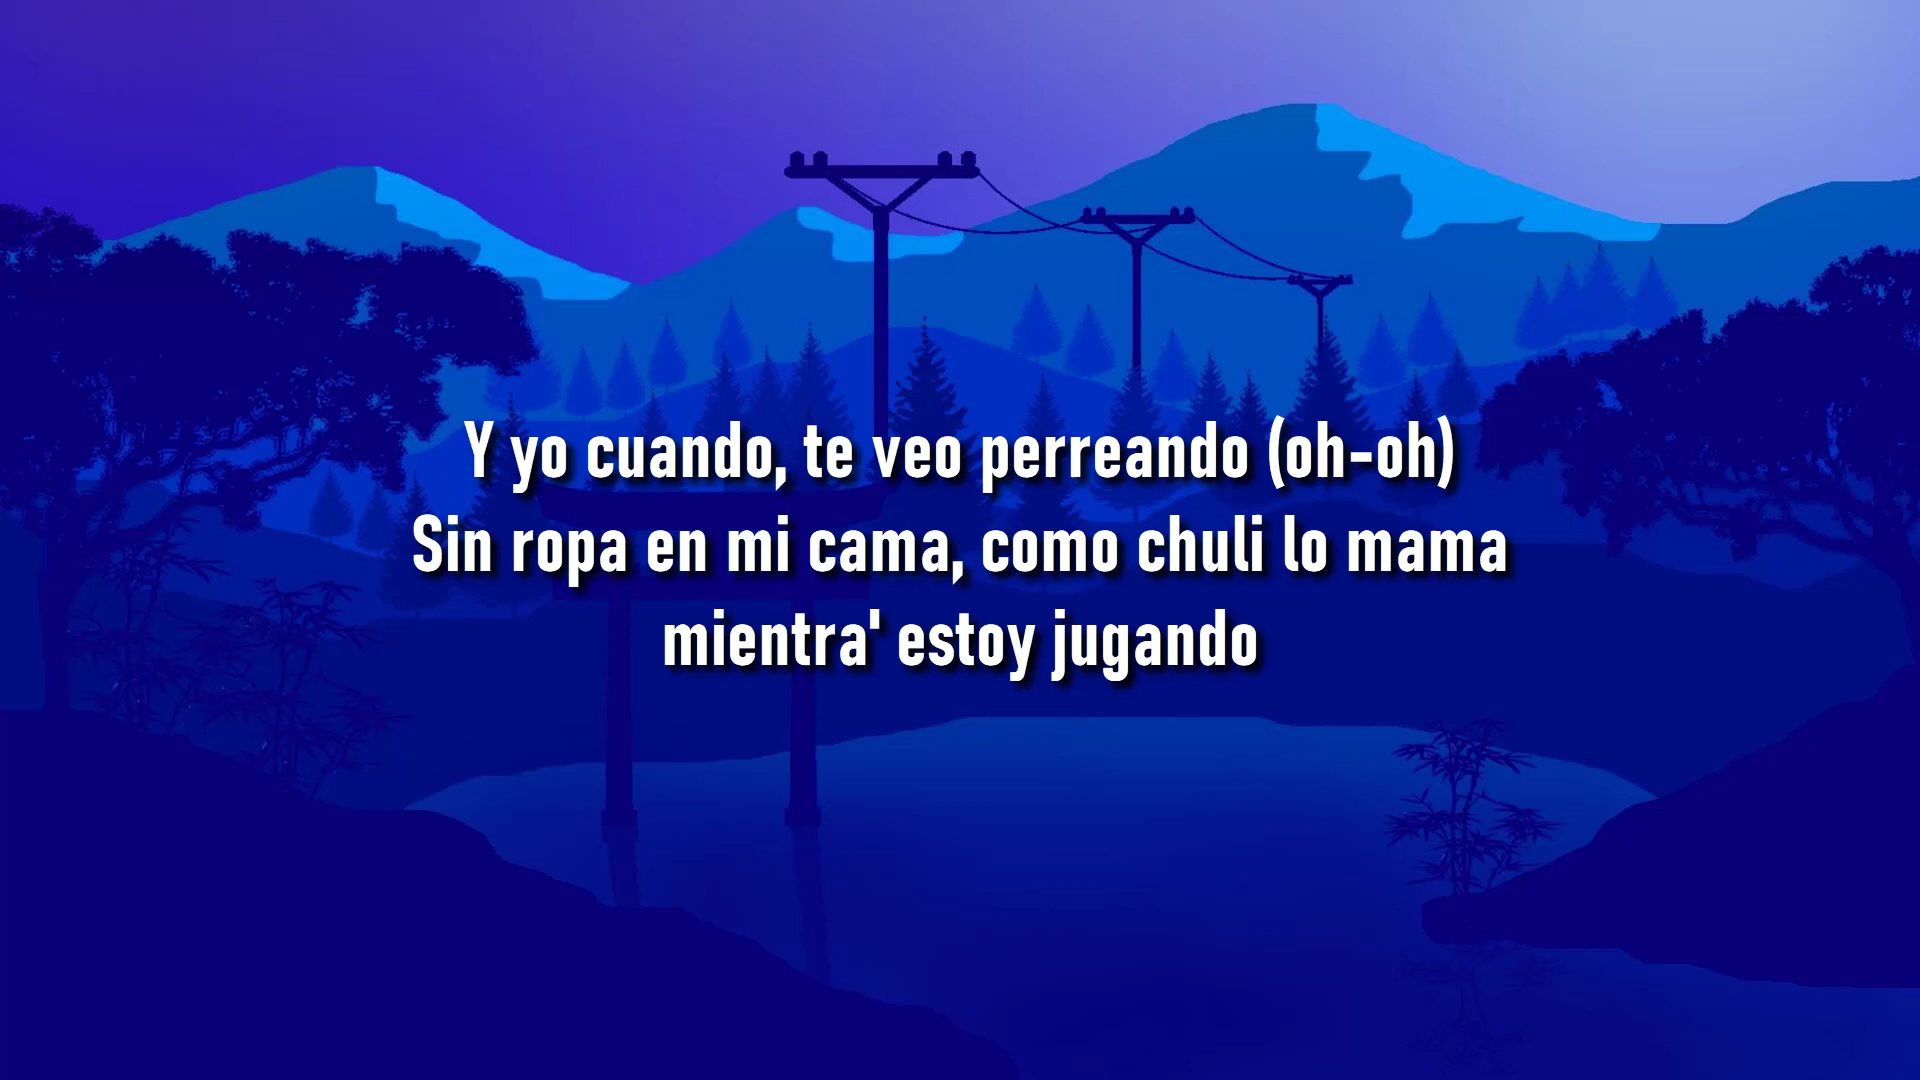 Y yo cuando, te veo perreando (oh-oh)
Sin ropa en mi cama, como chuli lo mama
mientra' estoy jugando